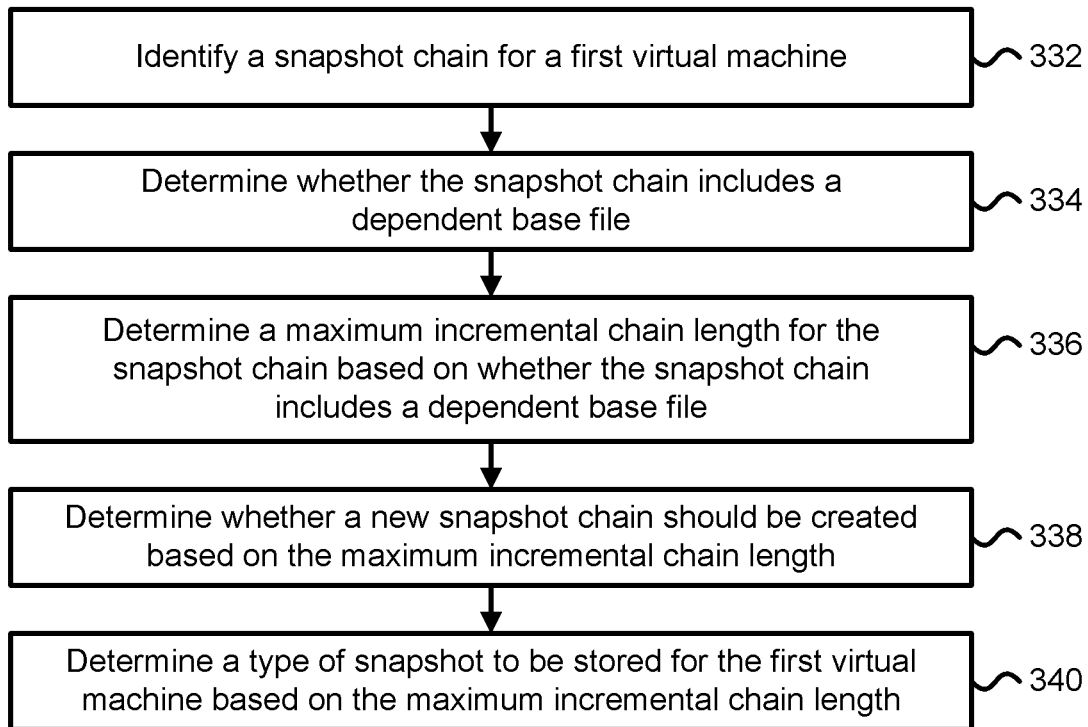 Identify a snapshot chain for a first virtual machine
332
Determine whether the snapshot chain includes a
dependent base file
334
Determine a maximum incremental chain length for the
snapshot chain based on whether the snapshot chain
includes a dependent base file
336
Determine whether a new snapshot chain should be created
based on the maximum incremental chain length
338
Determine a type of snapshot to be stored for the first virtual
machine based on the maximum incremental chain length
340